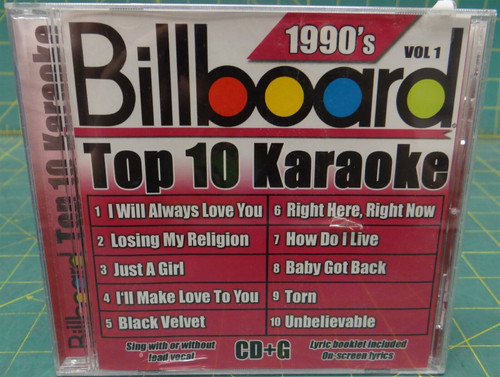 1990's
VOL 1
Billboard
Top 10 Karaoke
1 I Will Always Love You
2 Losing My Religion
3 Just A Girl
4 I'll Make Love To You
5 Black Velvet
6 Right Here, Right Now
7 How Do I Live
8 Baby Got Back
9 Torn
10 Unbelievable
Sing with or without
lead vocal
CD+G
Lyric booklet included
On screen lyrics
Billboard Top 10 Karaoke